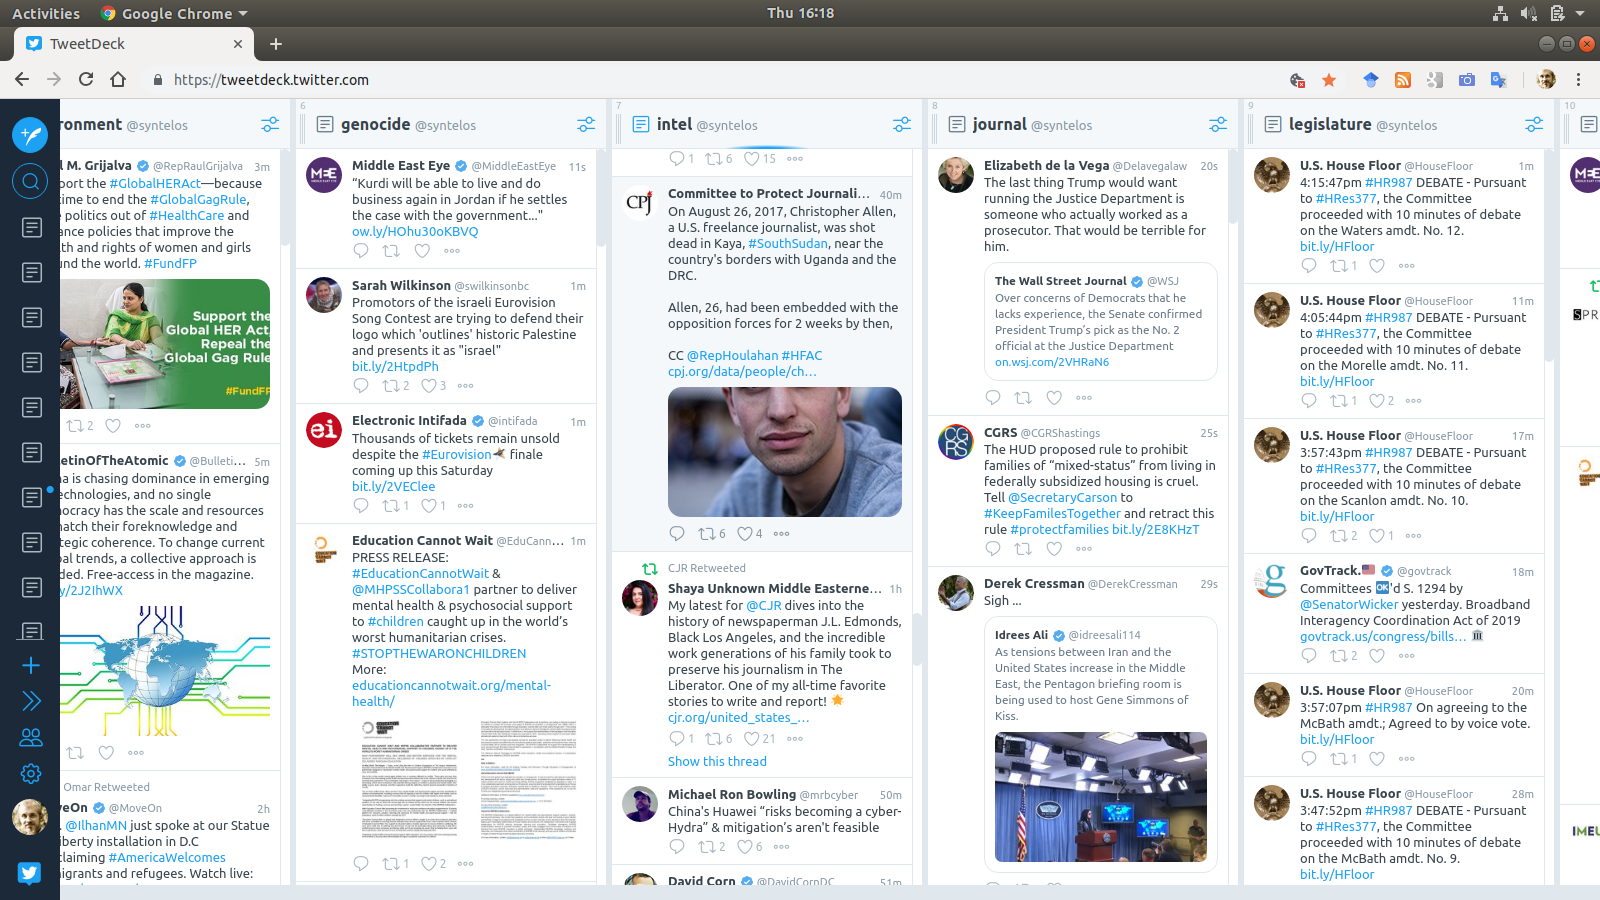 Activities
Google Chrome
Thu 16:18
TweetDeck
https://tweetdeck.twitter.com
ronment @syntelos
l M. Grijalva @RepRaulGrijalva 3m
port the #GlobalHERAct—because
time to end the #GlobalGagRule,
politics out of #HealthCare and
ance policies that improve the
lth and rights of women and girls
und the world. #FundFP
Support the
Global HER Act.
Repeal the
Global Gag Rule
#FundFP
2
letinOfTheAtomic @Bulleti... 5m
na is chasing dominance in emerging
technologies, and no single
ocracy has the scale and resources
match their foreknowledge and
tegic coherence. To change current
bal trends, a collective approach is
ded. Free-access in the magazine.
y/2J2IhWX
Omar Retweeted
veOn @MoveOn 2h
. @IlhanMN just spoke at our Statue
iberty installation in D.C
claiming #AmericaWelcomes
migrants and refugees. Watch live:
6
genocide @syntelos
Middle East Eye @MiddleEastEye 11s
“Kurdi will be able to live and do
business again in Jordan if he settles
the case with the government..."
ow.ly/HOhu30oKBVQ
Sarah Wilkinson @swilkinsonbc 1m
Promotors of the israeli Eurovision
Song Contest are trying to defend their
logo which 'outlines' historic Palestine
and presents it as "israel"
bit.ly/2HtpdPh
2 3
Electronic Intifada @intifada 1m
Thousands of tickets remain unsold
despite the #Eurovision finale
coming up this Saturday
bit.ly/2VEClee
1 1
Education Cannot Wait @EduCann... 1m
PRESS RELEASE:
#EducationCannotWait &
@MHPSSCollabora1 partner to deliver
mental health & psychosocial support
to #children caught up in the world’s
worst humanitarian crises.
#STOPTHEWARONCHILDREN
More:
educationcannotwait.org/mental-
health/
1 2
7
intel @syntelos
1 6 15
CPJ
Committee to Protect Journali... 40m
On August 26, 2017, Christopher Allen,
a U.S. freelance journalist, was shot
dead in Kaya, #SouthSudan, near the
country's borders with Uganda and the
DRC.
Allen, 26, had been embedded with the
opposition forces for 2 weeks by then,
CC @RepHoulahan #HFAC
cpj.org/data/people/ch...
6 4
CJR Retweeted
Shaya Unknown Middle Easterne... 1h
My latest for @CJR dives into the
history of newspaperman J.L. Edmonds,
Black Los Angeles, and the incredible
work generations of his family took to
preserve his journalism in The
Liberator. One of my all-time favorite
stories to write and report!
cjr.org/united_states_...
1 6 21
Show this thread
Michael Ron Bowling @mrbcyber 50m
China's Huawei “risks becoming a cyber-
Hydra” & mitigation’s aren't feasible
2 6
David Corn @DavidCornDC 51m
8
journal @syntelos
Elizabeth de la Vega @Delavegalaw 20s
The last thing Trump would want
running the Justice Department is
someone who actually worked as a
prosecutor. That would be terrible for
him.
The Wall Street Journal @WSJ
Over concerns of Democrats that he
lacks experience, the Senate confirmed
President Trump’s pick as the No. 2
official at the Justice Department
on.wsj.com/2VHRaN6
CGRS
CGRS @CGRShastings 25s
The HUD proposed rule to prohibit
families of “mixed-status” from living in
federally subsidized housing is cruel.
Tell @SecretaryCarson to
#KeepFamilesTogether and retract this
rule #protectfamilies bit.ly/2E8KHzT
Derek Cressman @DerekCressman 29s
Sigh ...
Idrees Ali @idreesali114
As tensions between Iran and the
United States increase in the Middle
East, the Pentagon briefing room is
being used to host Gene Simmons of
Kiss.
9
legislature @syntelos
U.S. House Floor @HouseFloor 1m
4:15:47pm #HR987 DEBATE - Pursuant
to #HRes377, the Committee
proceeded with 10 minutes of debate
on the Waters amdt. No. 12.
bit.ly/HFloor
1
U.S. House Floor @HouseFloor 11m
4:05:44pm #HR987 DEBATE - Pursuant
to #HRes377, the Committee
proceeded with 10 minutes of debate
on the Morelle amdt. No. 11.
bit.ly/HFloor
1 2
U.S. House Floor @HouseFloor 17m
3:57:43pm #HR987 DEBATE - Pursuant
to #HRes377, the Committee
proceeded with 10 minutes of debate
on the Scanlon amdt. No. 10.
bit.ly/HFloor
2 1
GovTrack. @govtrack 18m
Committees OK'd S. 1294 by
@SenatorWicker yesterday. Broadband
Interagency Coordination Act of 2019
govtrack.us/congress/bills...
2
U.S. House Floor @HouseFloor 20m
3:57:07pm #HR987 On agreeing to the
McBath amdt.; Agreed to by voice vote.
bit.ly/HFloor
1
U.S. House Floor @HouseFloor 28m
3:47:52pm #HR987 DEBATE - Pursuant
to #HRes377, the Committee
proceeded with 10 minutes of debate
on the McBath amdt. No. 9.
bit.ly/HFloor
10
SPR
IMEU